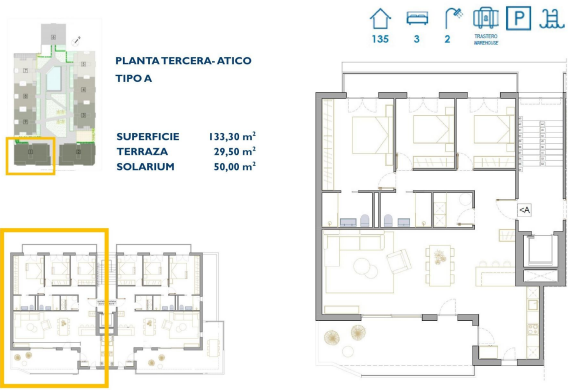 135 3 2 TRASTERO P
WAREHOUSE
PLANTA TERCERA- ATICO
TIPO A
SUPERFICIE 133,30 m²
TERRAZA 29,50 m²
SOLARIUM 50,00 m²
<A